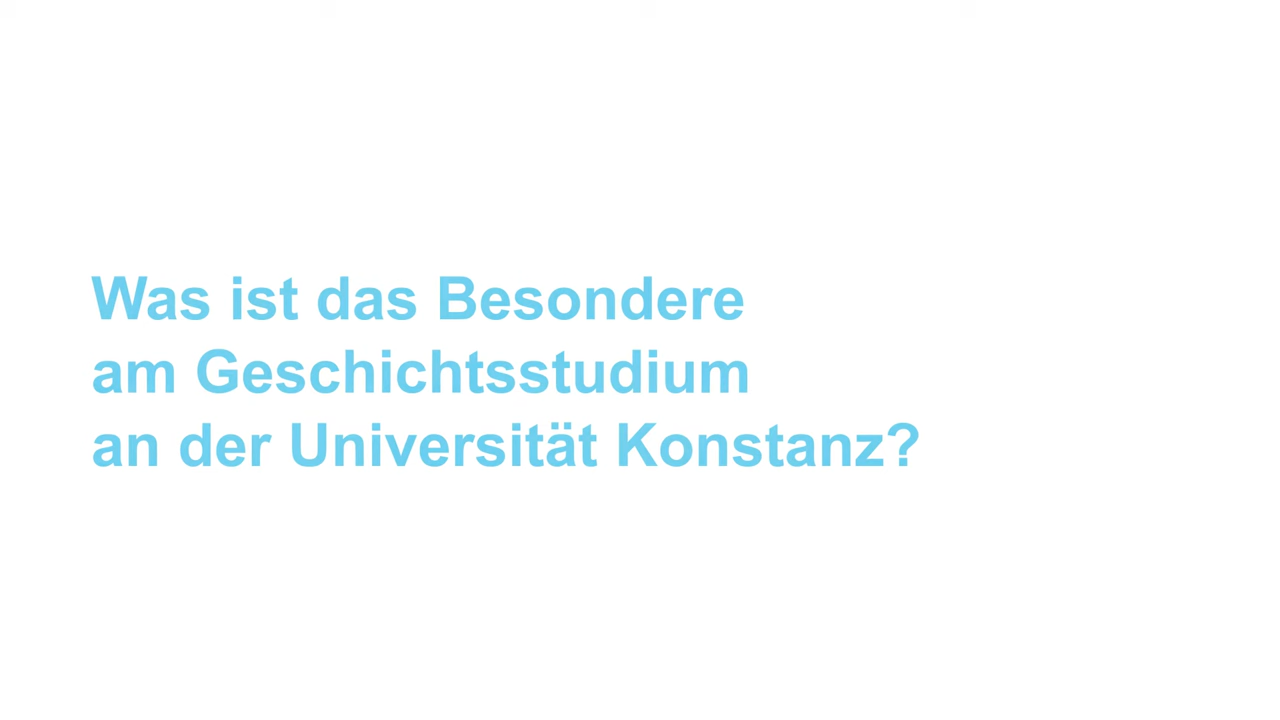 Was ist das Besondere
am Geschichtsstudium
an der Universität Konstanz?